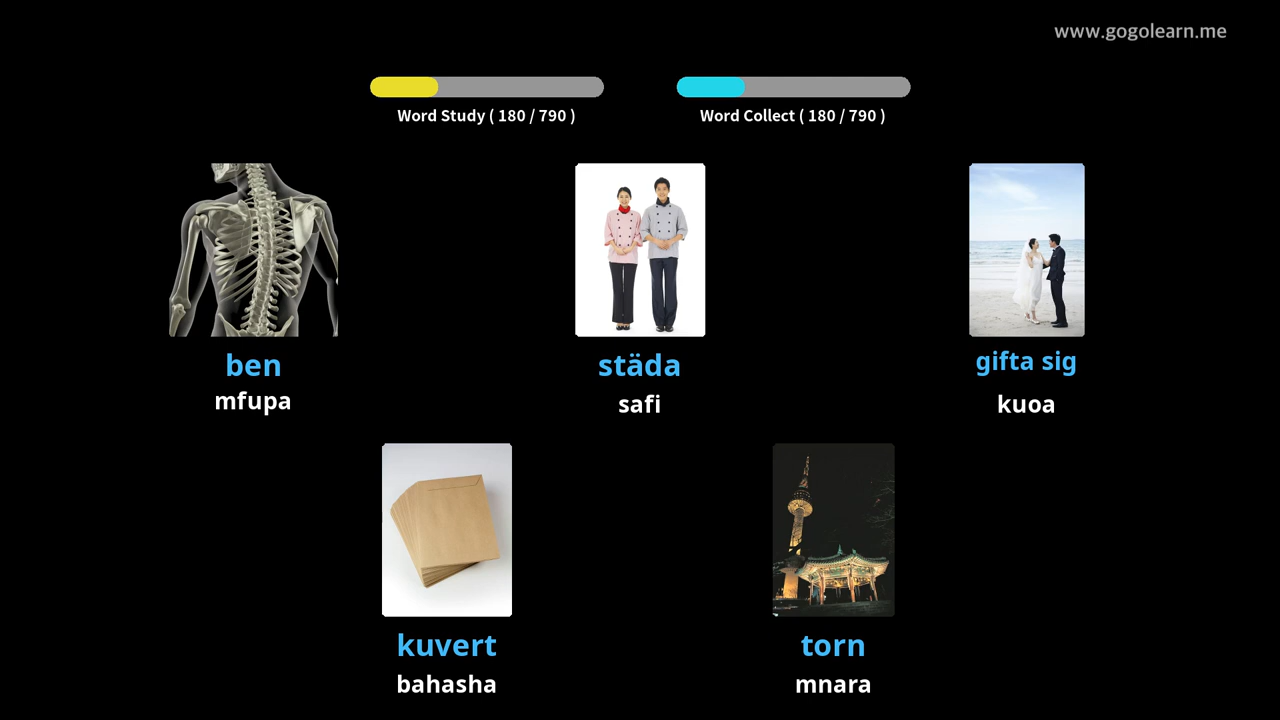 www.gogolearn.me
Word Study ( 180 / 790 )
Word Collect ( 180 / 790 )
ben
mfupa
städa
safi
gifta sig
kuoa
kuvert
bahasha
torn
mnara